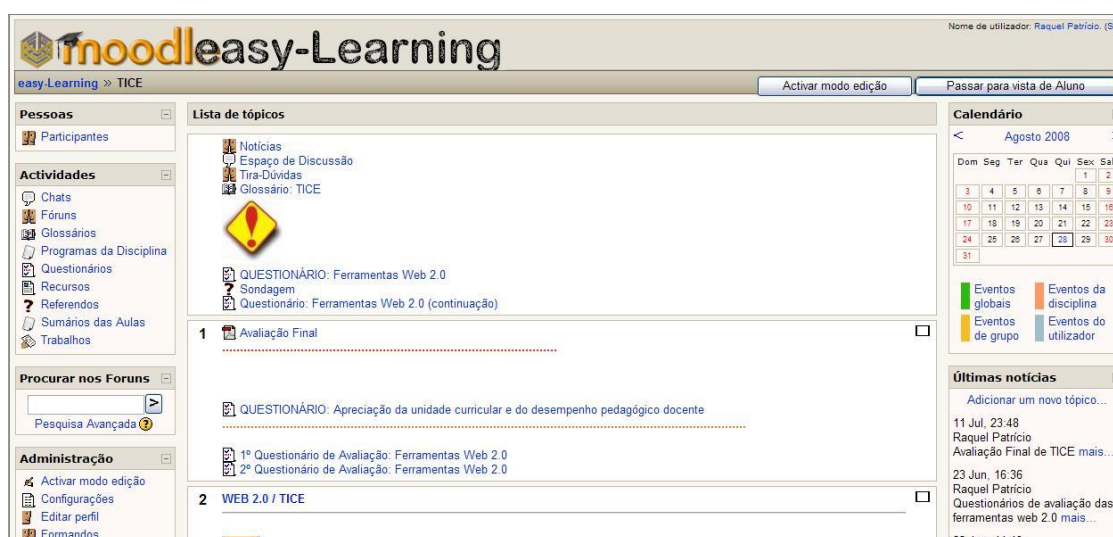 moodleasy-Learning
Nome de utilizador: Raquel Patrício. (S
easy-Learning » TICE
Activar modo edição
Passar para vista de Aluno
Pessoas
Participantes
Actividades
Chats
Fóruns
Glossários
Programas da Disciplina
Questionários
Recursos
Referendos
Sumários das Aulas
Trabalhos
Procurar nos Foruns
>
Pesquisa Avançada ?
Administração
Activar modo edição
Configurações
Editar perfil
Formandos
Lista de tópicos
Notícias
Espaço de Discussão
Tira-Dúvidas
Glossário: TICE
QUESTIONÁRIO: Ferramentas Web 2.0
Sondagem
Questionário: Ferramentas Web 2.0 (continuação)
1 Avaliação Final
QUESTIONÁRIO: Apreciação da unidade curricular e do desempenho pedagógico docente
1º Questionário de Avaliação: Ferramentas Web 2.0
2º Questionário de Avaliação: Ferramentas Web 2.0
2 WEB 2.0 / TICE
Calendário
< Agosto 2008
Dom Seg Ter Qua Qui Sex Sab
1 2
3 4 5 6 7 8 9
10 11 12 13 14 15 16
17 18 19 20 21 22 23
24 25 26 27 28 29 30
31
Eventos globais
Eventos da disciplina
Eventos de grupo
Eventos do utilizador
Últimas notícias
Adicionar um novo tópico...
11 Jul, 23:48
Raquel Patrício
Avaliação Final de TICE mais...
23 Jun, 16:36
Raquel Patrício
Questionários de avaliação das
ferramentas web 2.0 mais...